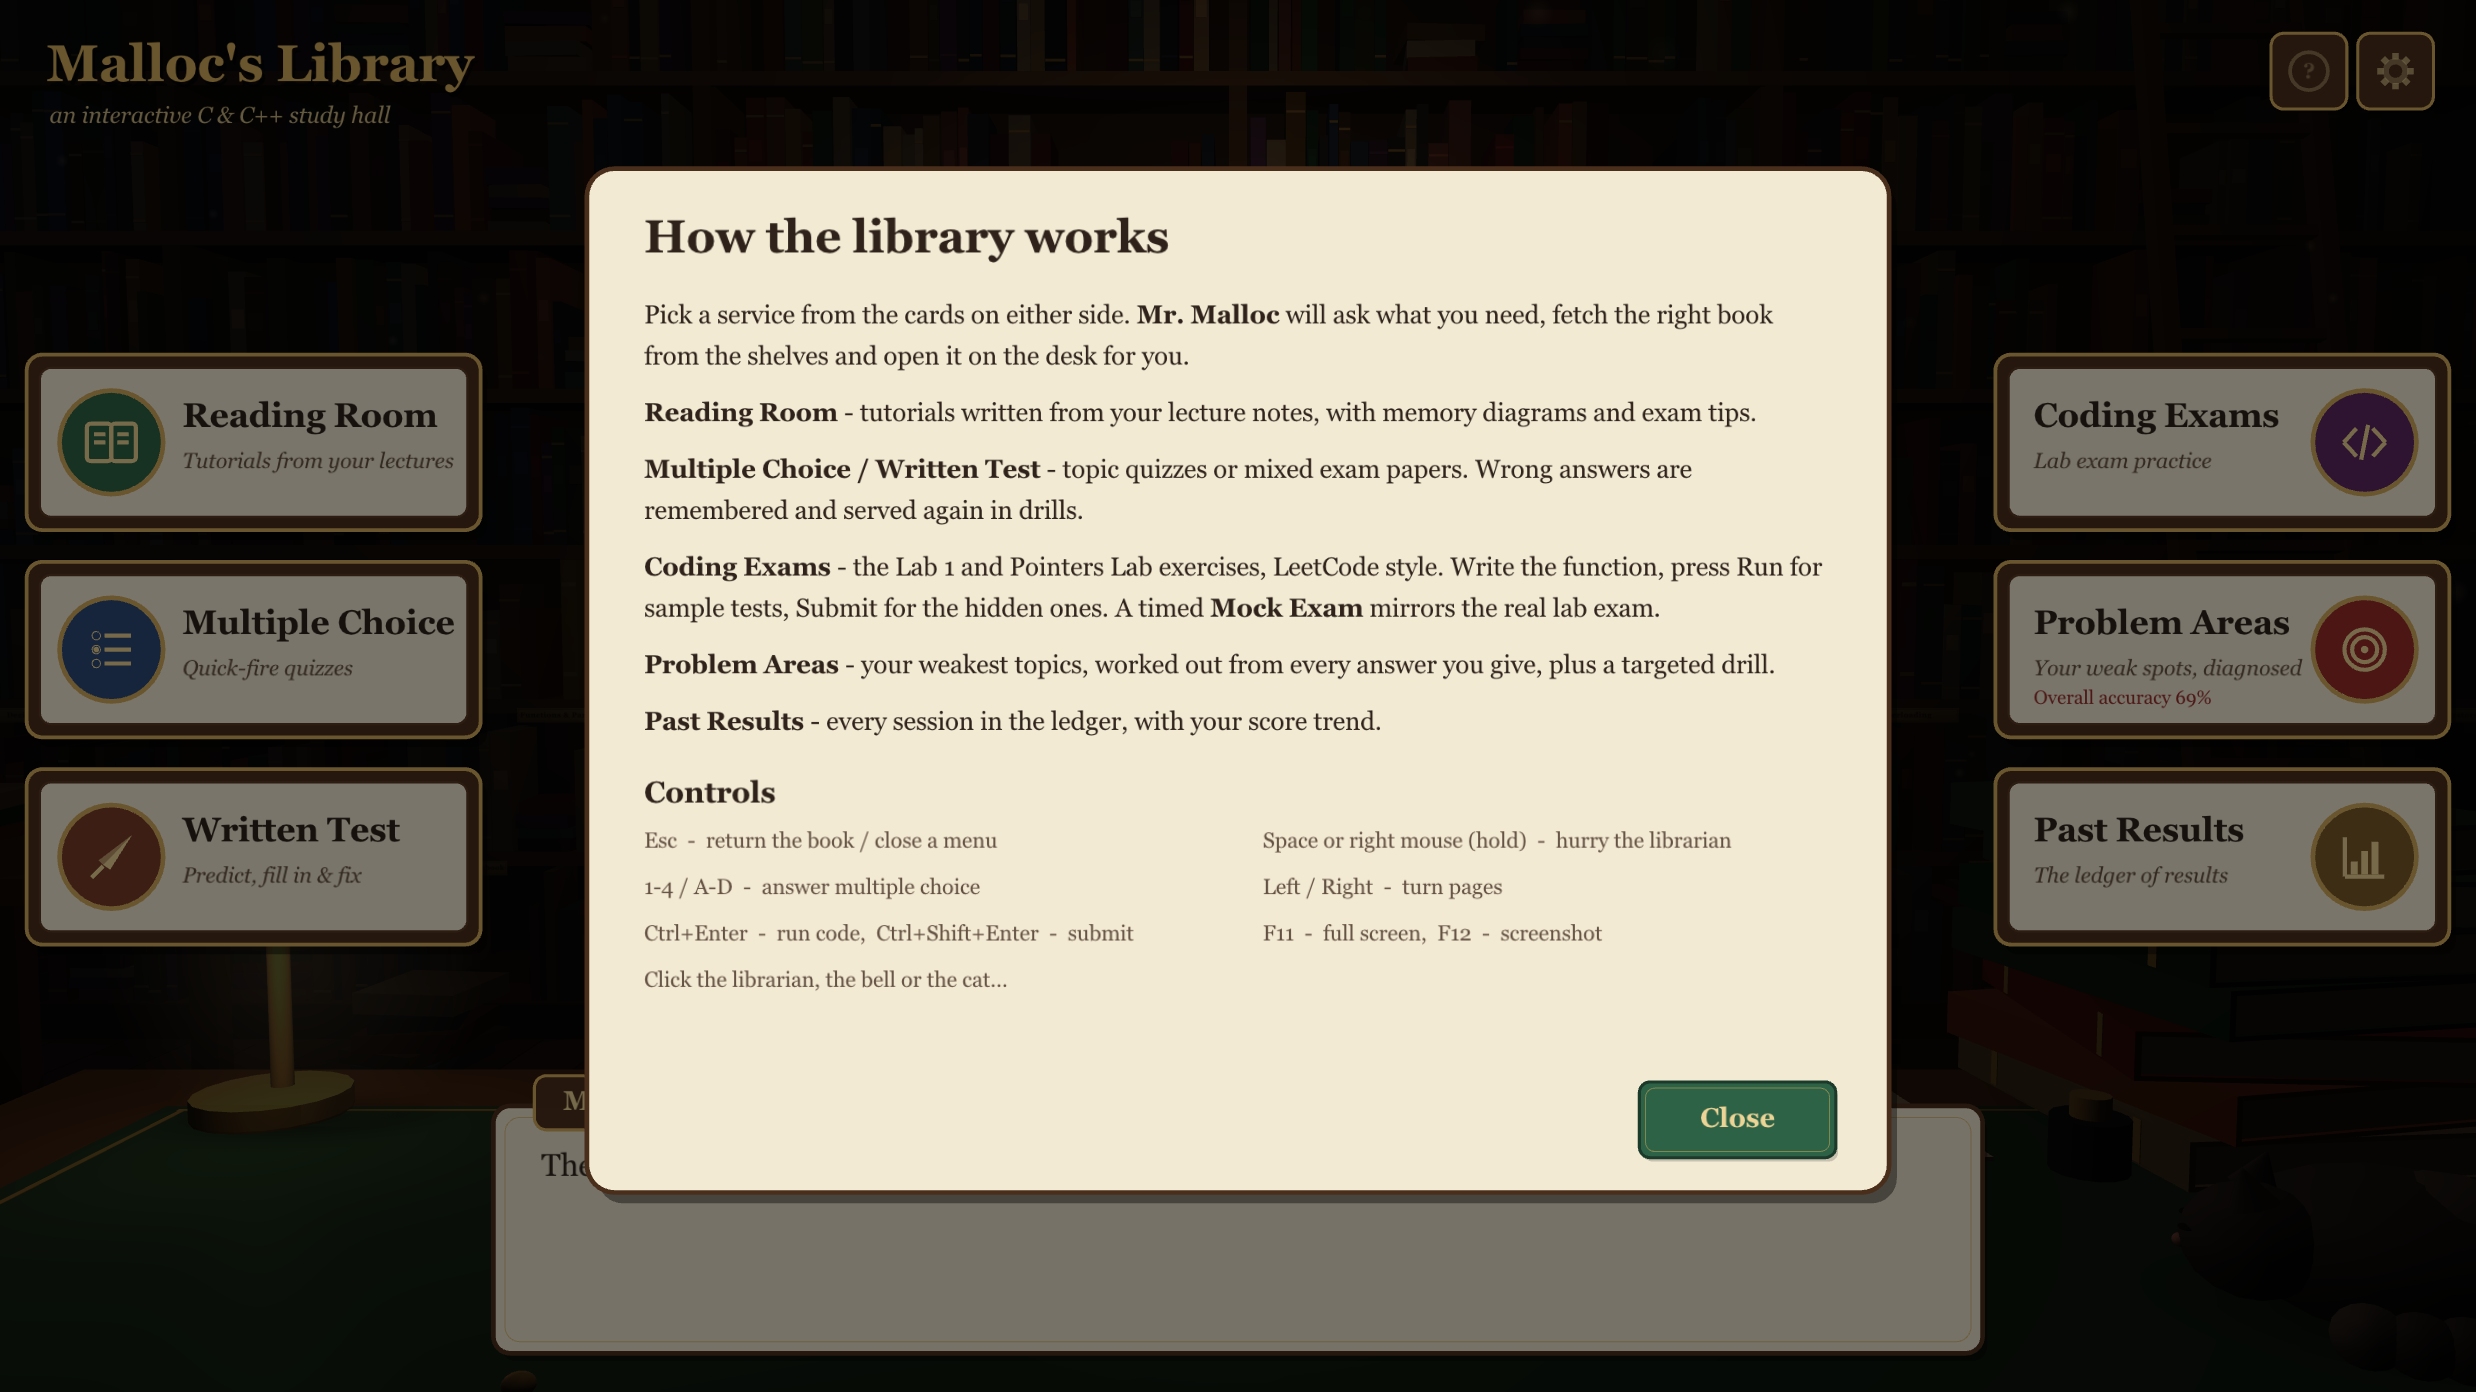 Malloc's Library
an interactive C & C++ study hall
?
Reading Room
Tutorials from your lectures
Multiple Choice
Quick-fire quizzes
Written Test
Predict, fill in & fix
How the library works
Pick a service from the cards on either side. Mr. Malloc will ask what you need, fetch the right book
from the shelves and open it on the desk for you.
Reading Room - tutorials written from your lecture notes, with memory diagrams and exam tips.
Multiple Choice / Written Test - topic quizzes or mixed exam papers. Wrong answers are
remembered and served again in drills.
Coding Exams - the Lab 1 and Pointers Lab exercises, LeetCode style. Write the function, press Run for
sample tests, Submit for the hidden ones. A timed Mock Exam mirrors the real lab exam.
Problem Areas - your weakest topics, worked out from every answer you give, plus a targeted drill.
Past Results - every session in the ledger, with your score trend.
Controls
Esc - return the book / close a menu
Space or right mouse (hold) - hurry the librarian
1-4 / A-D - answer multiple choice
Left / Right - turn pages
Ctrl+Enter - run code, Ctrl+Shift+Enter - submit
F11 - full screen, F12 - screenshot
Click the librarian, the bell or the cat...
Close
Coding Exams
</>
Lab exam practice
Problem Areas
Your weak spots, diagnosed
Overall accuracy 69%
Past Results
The ledger of results
M
The